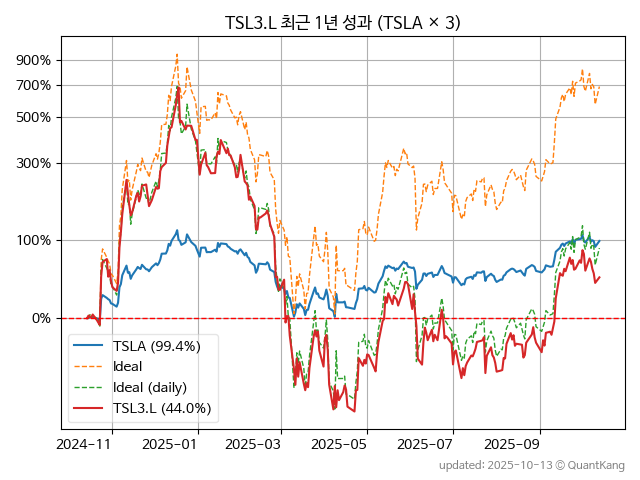 TSL3.L 최근 1년 성과 (TSLA × 3)
900%
700%
500%
300%
100%
0%
TSLA (99.4%)
Ideal
Ideal (daily)
TSL3.L (44.0%)
2024-11
2025-01
2025-03
2025-05
2025-07
2025-09
updated: 2025-10-13 © QuantKang